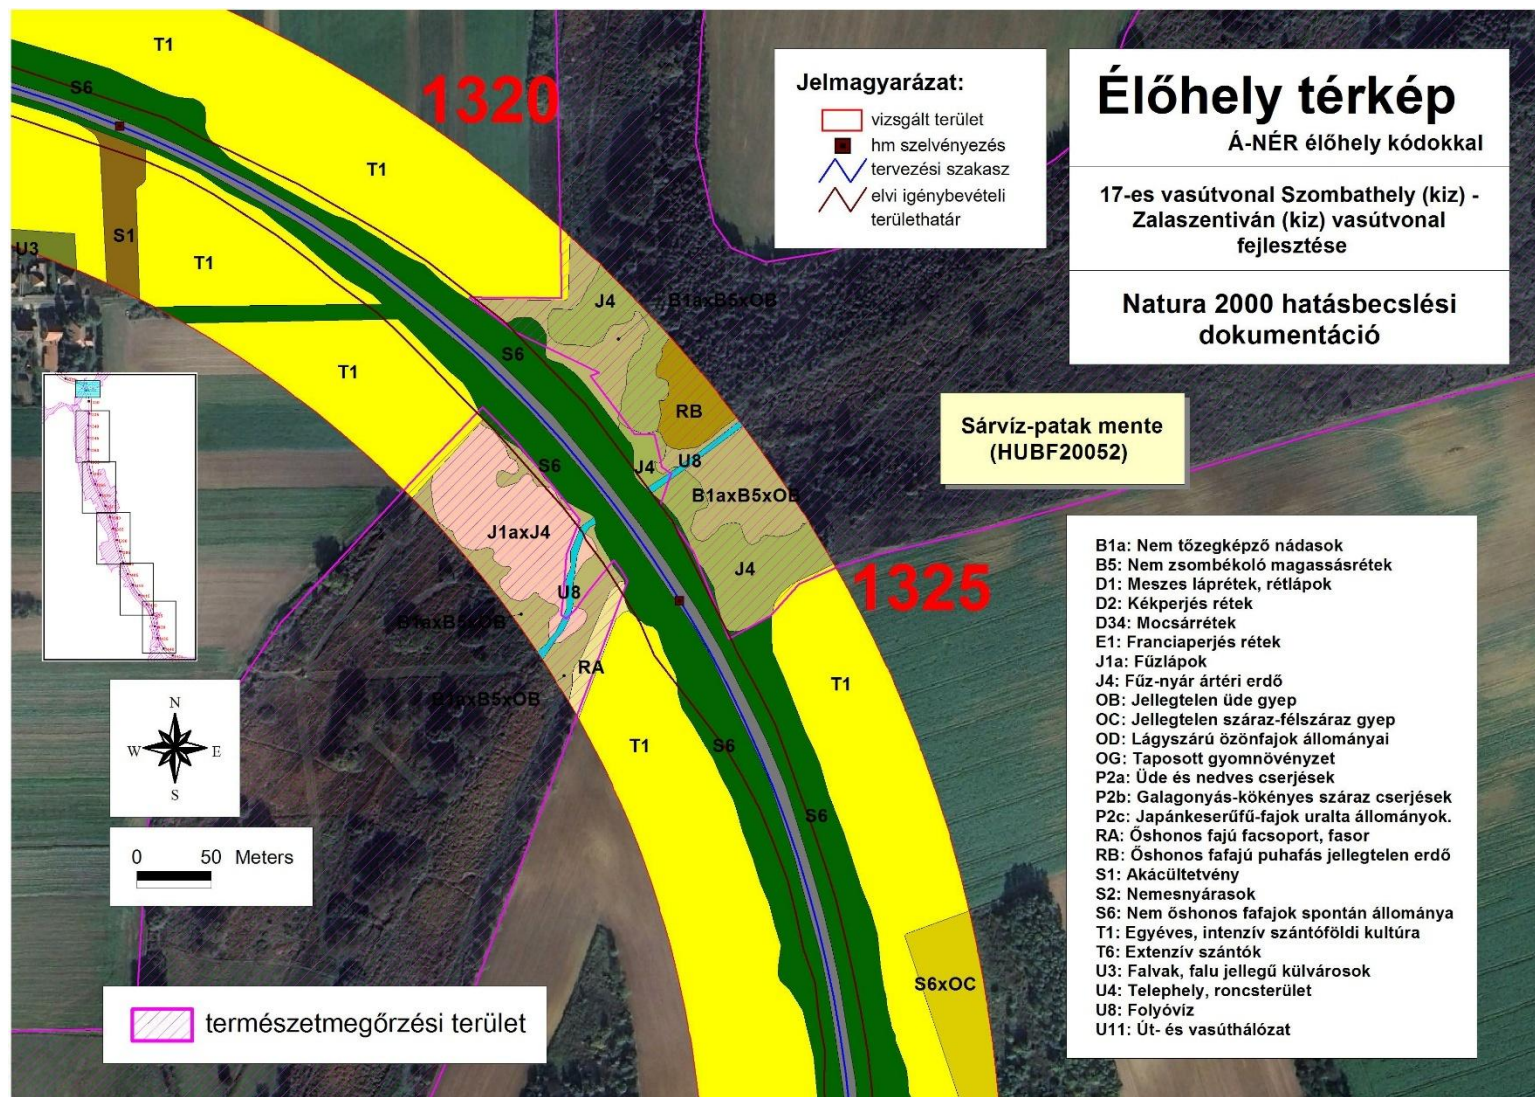 Élőhely térkép
Á-NÉR élőhely kódokkal
17-es vasútvonal Szombathely (kiz) -
Zalaszentiván (kiz) vasútvonal
fejlesztése
Natura 2000 hatásbecslési
dokumentáció
Jelmagyarázat:
vizsgált terület
hm szelvényezés
tervezési szakasz
elvi igénybevételi
területhatár
T1
S6
1320
T1
S1
U3
T1
J4
B1axB5xOB
S6
T1
RB
Sárvíz-patak mente
(HUBF20052)
S6
J4
U8
B1axB5xOB
J1axJ4
J4
U8
1325
B1axB5xOB
RA
B1axB5xOB
T1
T1
S6
S6
S6xOC
N
W
E
S
0 50 Meters
természetmegőrzési terület
B1a: Nem tőzegképző nádasok
B5: Nem zsombékoló magassásrétek
D1: Meszes láprétek, rétlápok
D2: Kékperjés rétek
D34: Mocsárrétek
E1: Franciaperjés rétek
J1a: Fűzlápok
J4: Fűz-nyár ártéri erdő
OB: Jellegtelen üde gyep
OC: Jellegtelen száraz-félszáraz gyep
OD: Lágyszárú özönfajok állományai
OG: Taposott gyomnövényzet
P2a: Üde és nedves cserjések
P2b: Galagonyás-kökényes száraz cserjések
P2c: Japánkeserűfű-fajok uralta állományok.
RA: Őshonos fajú facsoport, fasor
RB: Őshonos fafajú puhafás jellegtelen erdő
S1: Akácültetvény
S2: Nemesnyárasok
S6: Nem őshonos fafajok spontán állománya
T1: Egyéves, intenzív szántóföldi kultúra
T6: Extenzív szántók
U3: Falvak, falu jellegű külvárosok
U4: Telephely, roncsterület
U8: Folyóvíz
U11: Út- és vasúthálózat